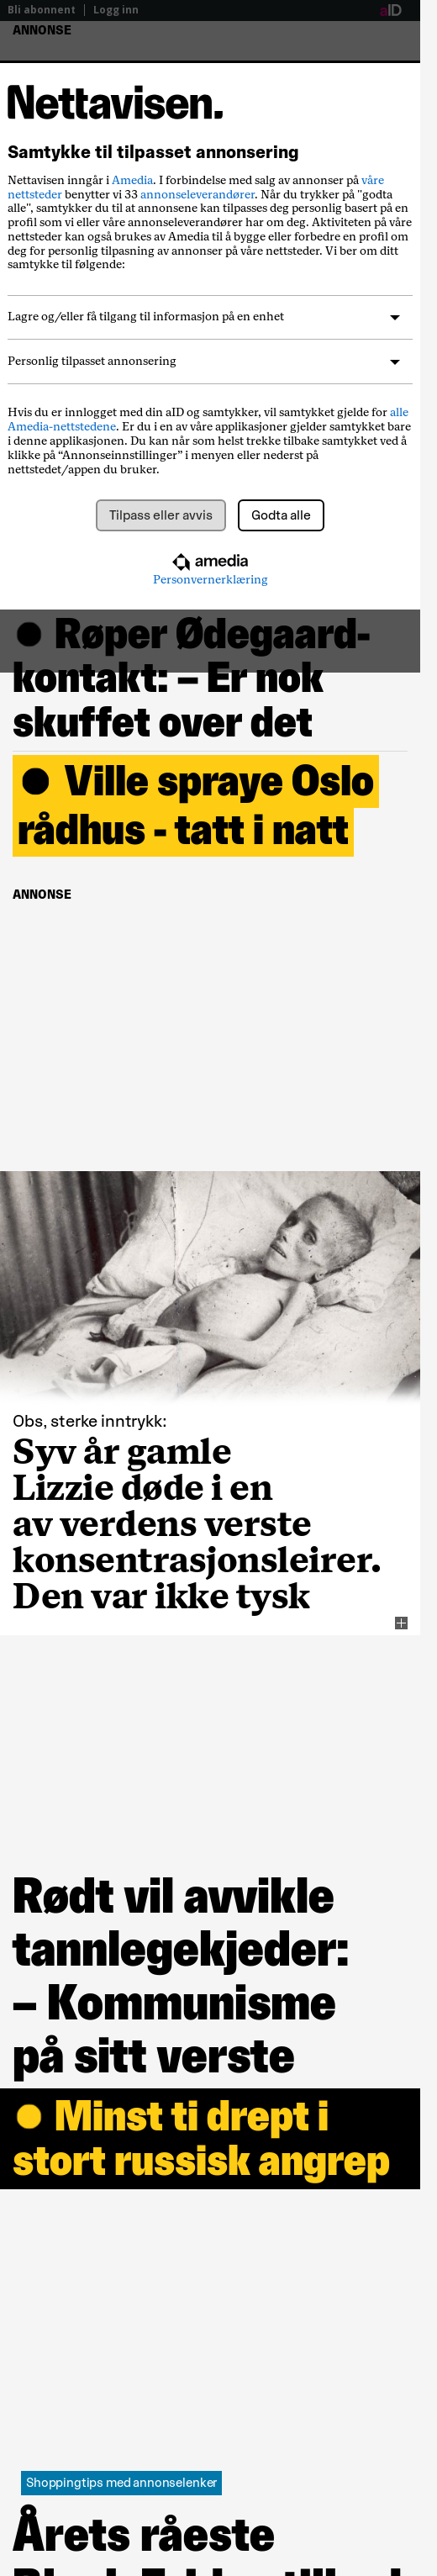 Bli abonnent | Logg inn
aID
ANNONSE
Nettavisen.
Samtykke til tilpasset annonsering
Nettavisen inngår i Amedia. I forbindelse med salg av annonser på våre
nettsteder benytter vi 33 annonseleverandører. Når du trykker på "godta
alle", samtykker du til at annonsene kan tilpasses deg personlig basert på en
profil som vi eller våre annonseleverandører har om deg. Aktiviteten på våre
nettsteder kan også brukes av Amedia til å bygge eller forbedre en profil om
deg for personlig tilpasning av annonser på våre nettsteder. Vi ber om ditt
samtykke til følgende:
Lagre og/eller få tilgang til informasjon på en enhet
Personlig tilpasset annonsering
Hvis du er innlogget med din aID og samtykker, vil samtykket gjelde for alle
Amedia-nettstedene. Er du i en av våre applikasjoner gjelder samtykket bare
i denne applikasjonen. Du kan når som helst trekke tilbake samtykket ved å
klikke på “Annonseinnstillinger” i menyen eller nederst på
nettstedet/appen du bruker.
Tilpass eller avvis
Godta alle
amedia
Personvernerklæring
Røper Ødegaard-
kontakt: – Er nok
skuffet over det
Ville spraye Oslo
rådhus - tatt i natt
ANNONSE
Obs, sterke inntrykk:
Syv år gamle
Lizzie døde i en
av verdens verste
konsentrasjonsleirer.
Den var ikke tysk
Rødt vil avvikle
tannlegekjeder:
– Kommunisme
på sitt verste
Minst ti drept i
stort russisk angrep
Shoppingtips med annonselenker
Årets råeste